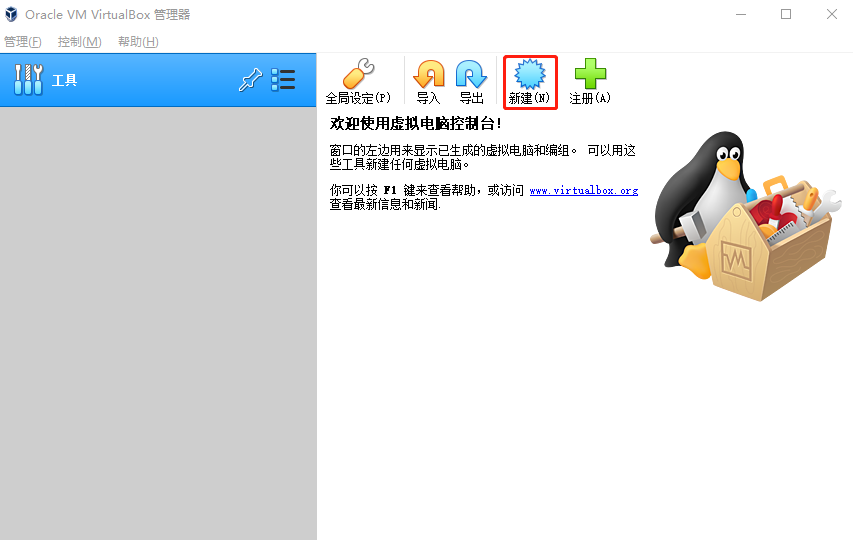 Oracle VM VirtualBox 管理器
管理(F) 控制(M) 帮助(H)
工具
全局设定(P) 导入 导出 新建(N) 注册(A)
欢迎使用虚拟电脑控制台!
窗口的左边用来显示已生成的虚拟电脑和编组。 可以用这
些工具新建任何虚拟电脑。
你可以按 F1 键来查看帮助, 或访问 www.virtualbox.org
查看最新信息和新闻.